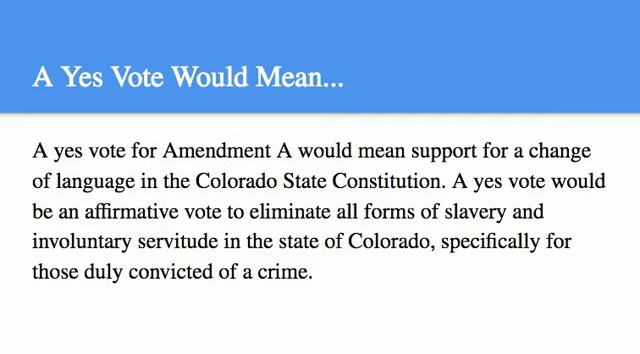 A Yes Vote Would Mean...
A yes vote for Amendment A would mean support for a change
of language in the Colorado State Constitution. A yes vote would
be an affirmative vote to eliminate all forms of slavery and
involuntary servitude in the state of Colorado, specifically for
those duly convicted of a crime.